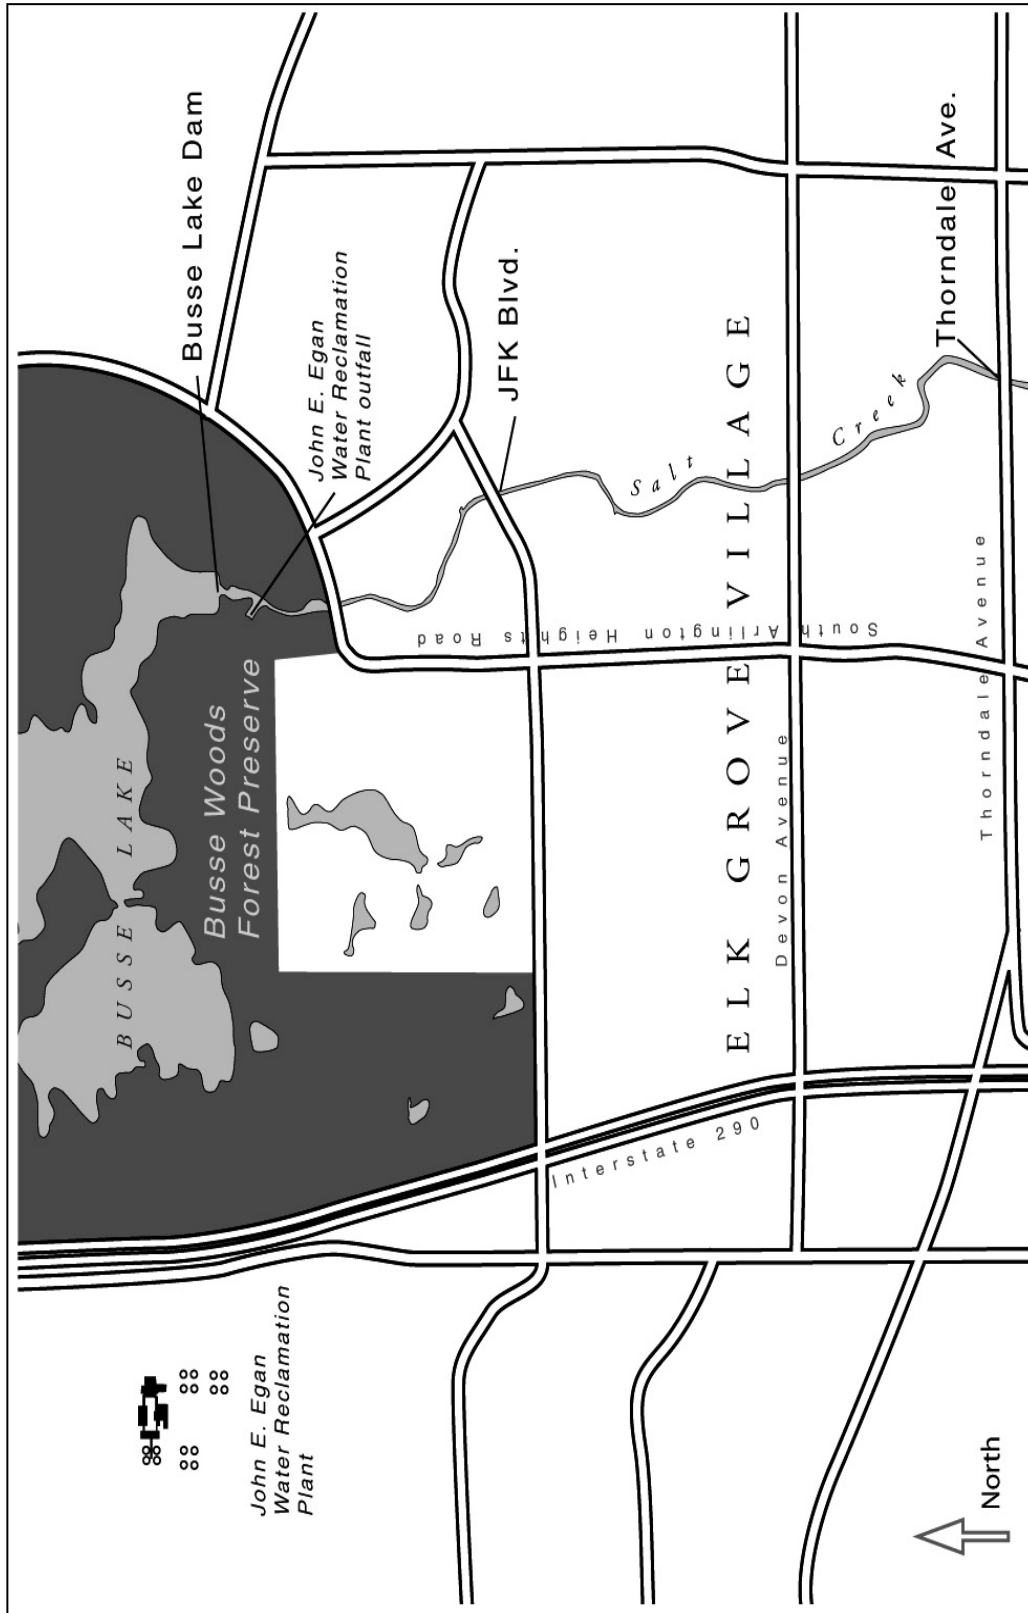 Busse Lake Dam
John E. Egan
Water Reclamation
Plant outfall
JFK Blvd.
Thorndale Ave.
Salt Creek
BUSSE LAKE
Busse Woods
Forest Preserve
South Arlington Heights Road
ELK GROVE VILLAGE
Devon Avenue
Thorndale Avenue
Interstate 290
John E. Egan
Water Reclamation
Plant
North